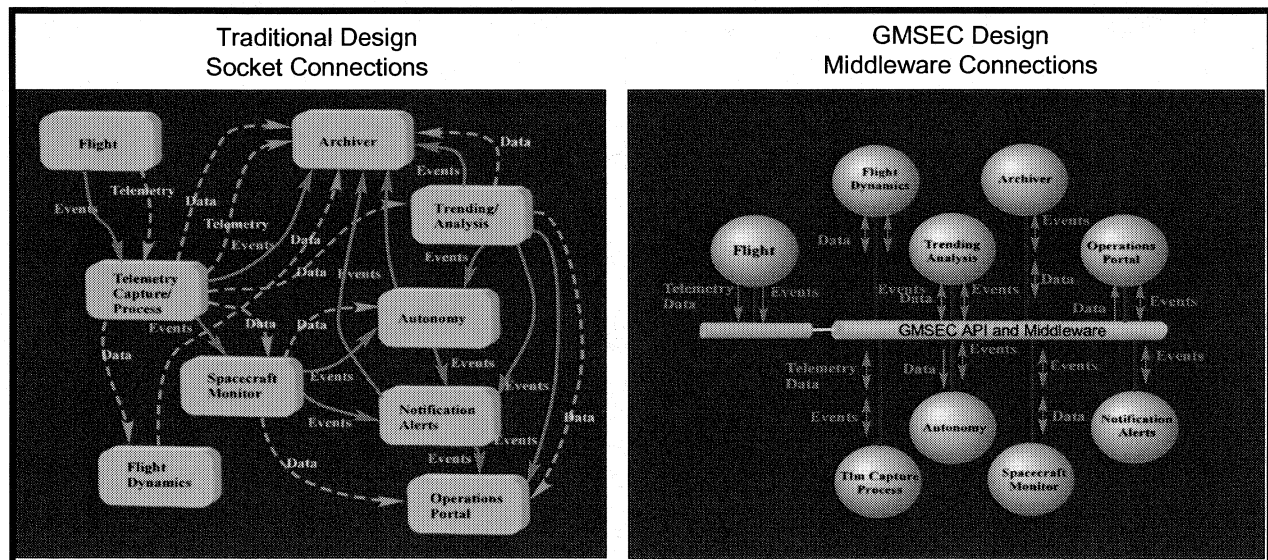 Traditional Design
Socket Connections
Flight
Archiver
Data
Events
Telemetry
Events
Data
Telemetry
Events
Data
Trending/
Analysis
Telemetry
Capture/
Process
Data
Events
Events
Events
Data
Data
Autonomy
Data
Spacecraft
Monitor
Events
Events
Notification
Alerts
Events
Events
Data
Flight
Dynamics
Data
Events
Operations
Portal
GMSEC Design
Middleware Connections
Flight
Dynamics
Archiver
Events
Flight
Data
Trending
Analysis
Operations
Portal
Telemetry
Data
Events
Events
Data
Events
Data
Data
Events
GMSEC API and Middleware
Telemetry
Data
Events
Data
Events
Events
Data
Events
Autonomy
Notification
Alerts
Tlm Capture
Process
Spacecraft
Monitor